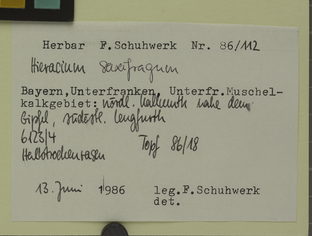 Herbar F.Schuhwerk Nr. 86/112
Hieracium saxifragum
Bayern,Unterfranken, Unterfr.Muschel-
kalkgebiet: nördl. Kallmuth nahe dem
Gipfel, südöstl. Lengfurth
6123/4 Topf 86/18
Halbtrockenrasen
13. Juni 1986 leg.F.Schuhwerk
det.